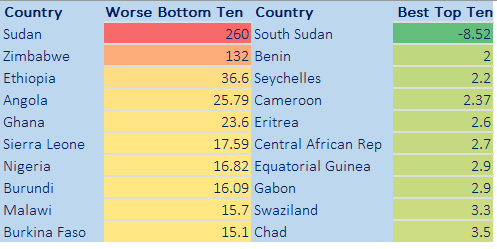 Country Worse Bottom Ten Country Best Top Ten
Sudan 260 South Sudan -8.52
Zimbabwe 132 Benin 2
Ethiopia 36.6 Seychelles 2.2
Angola 25.79 Cameroon 2.37
Ghana 23.6 Eritrea 2.6
Sierra Leone 17.59 Central African Rep 2.7
Nigeria 16.82 Equatorial Guinea 2.9
Burundi 16.09 Gabon 2.9
Malawi 15.7 Swaziland 3.3
Burkina Faso 15.1 Chad 3.5